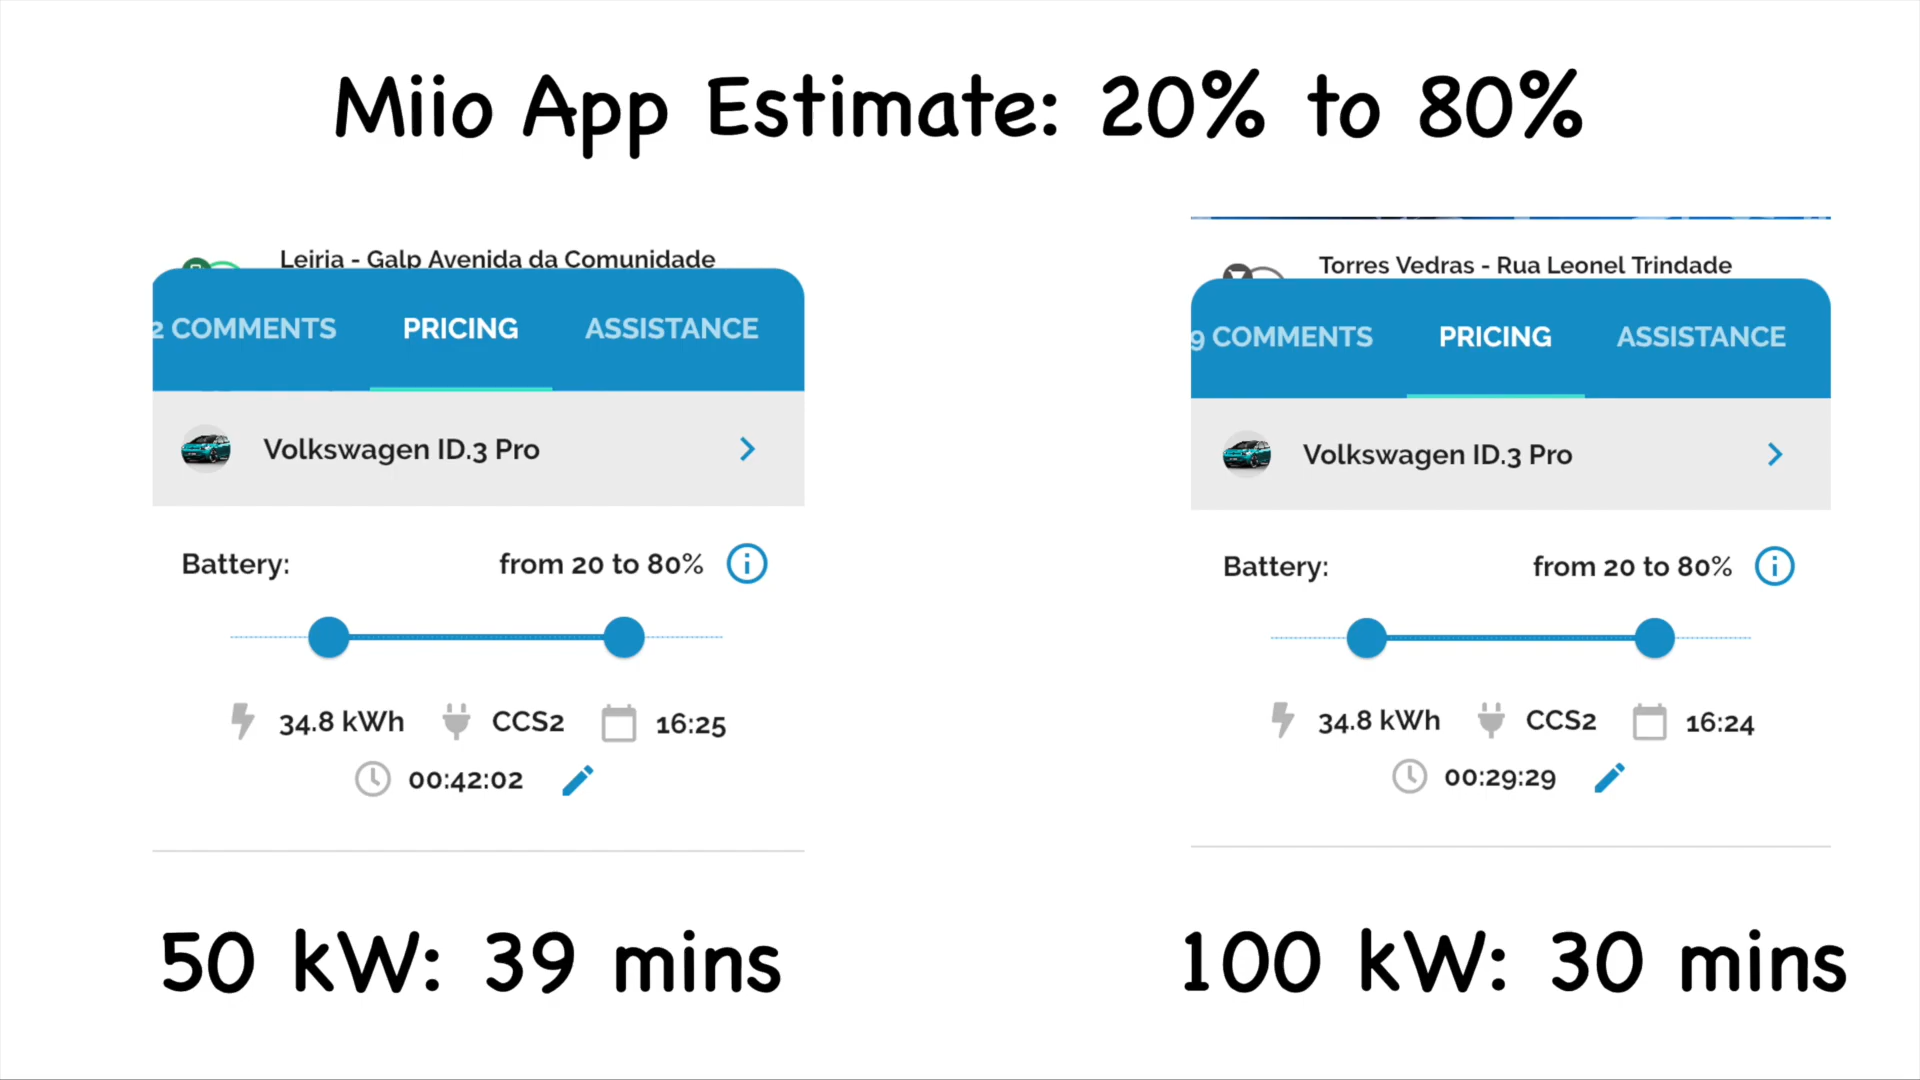 Miio App Estimate: 20% to 80%
Leiria - Galp Avenida da Comunidade
2 COMMENTS PRICING ASSISTANCE
Volkswagen ID.3 Pro
Battery: from 20 to 80%
34.8 kWh CCS2 16:25
00:42:02
50 kW: 39 mins
Torres Vedras - Rua Leonel Trindade
9 COMMENTS PRICING ASSISTANCE
Volkswagen ID.3 Pro
Battery: from 20 to 80%
34.8 kWh CCS2 16:24
00:29:29
100 kW: 30 mins